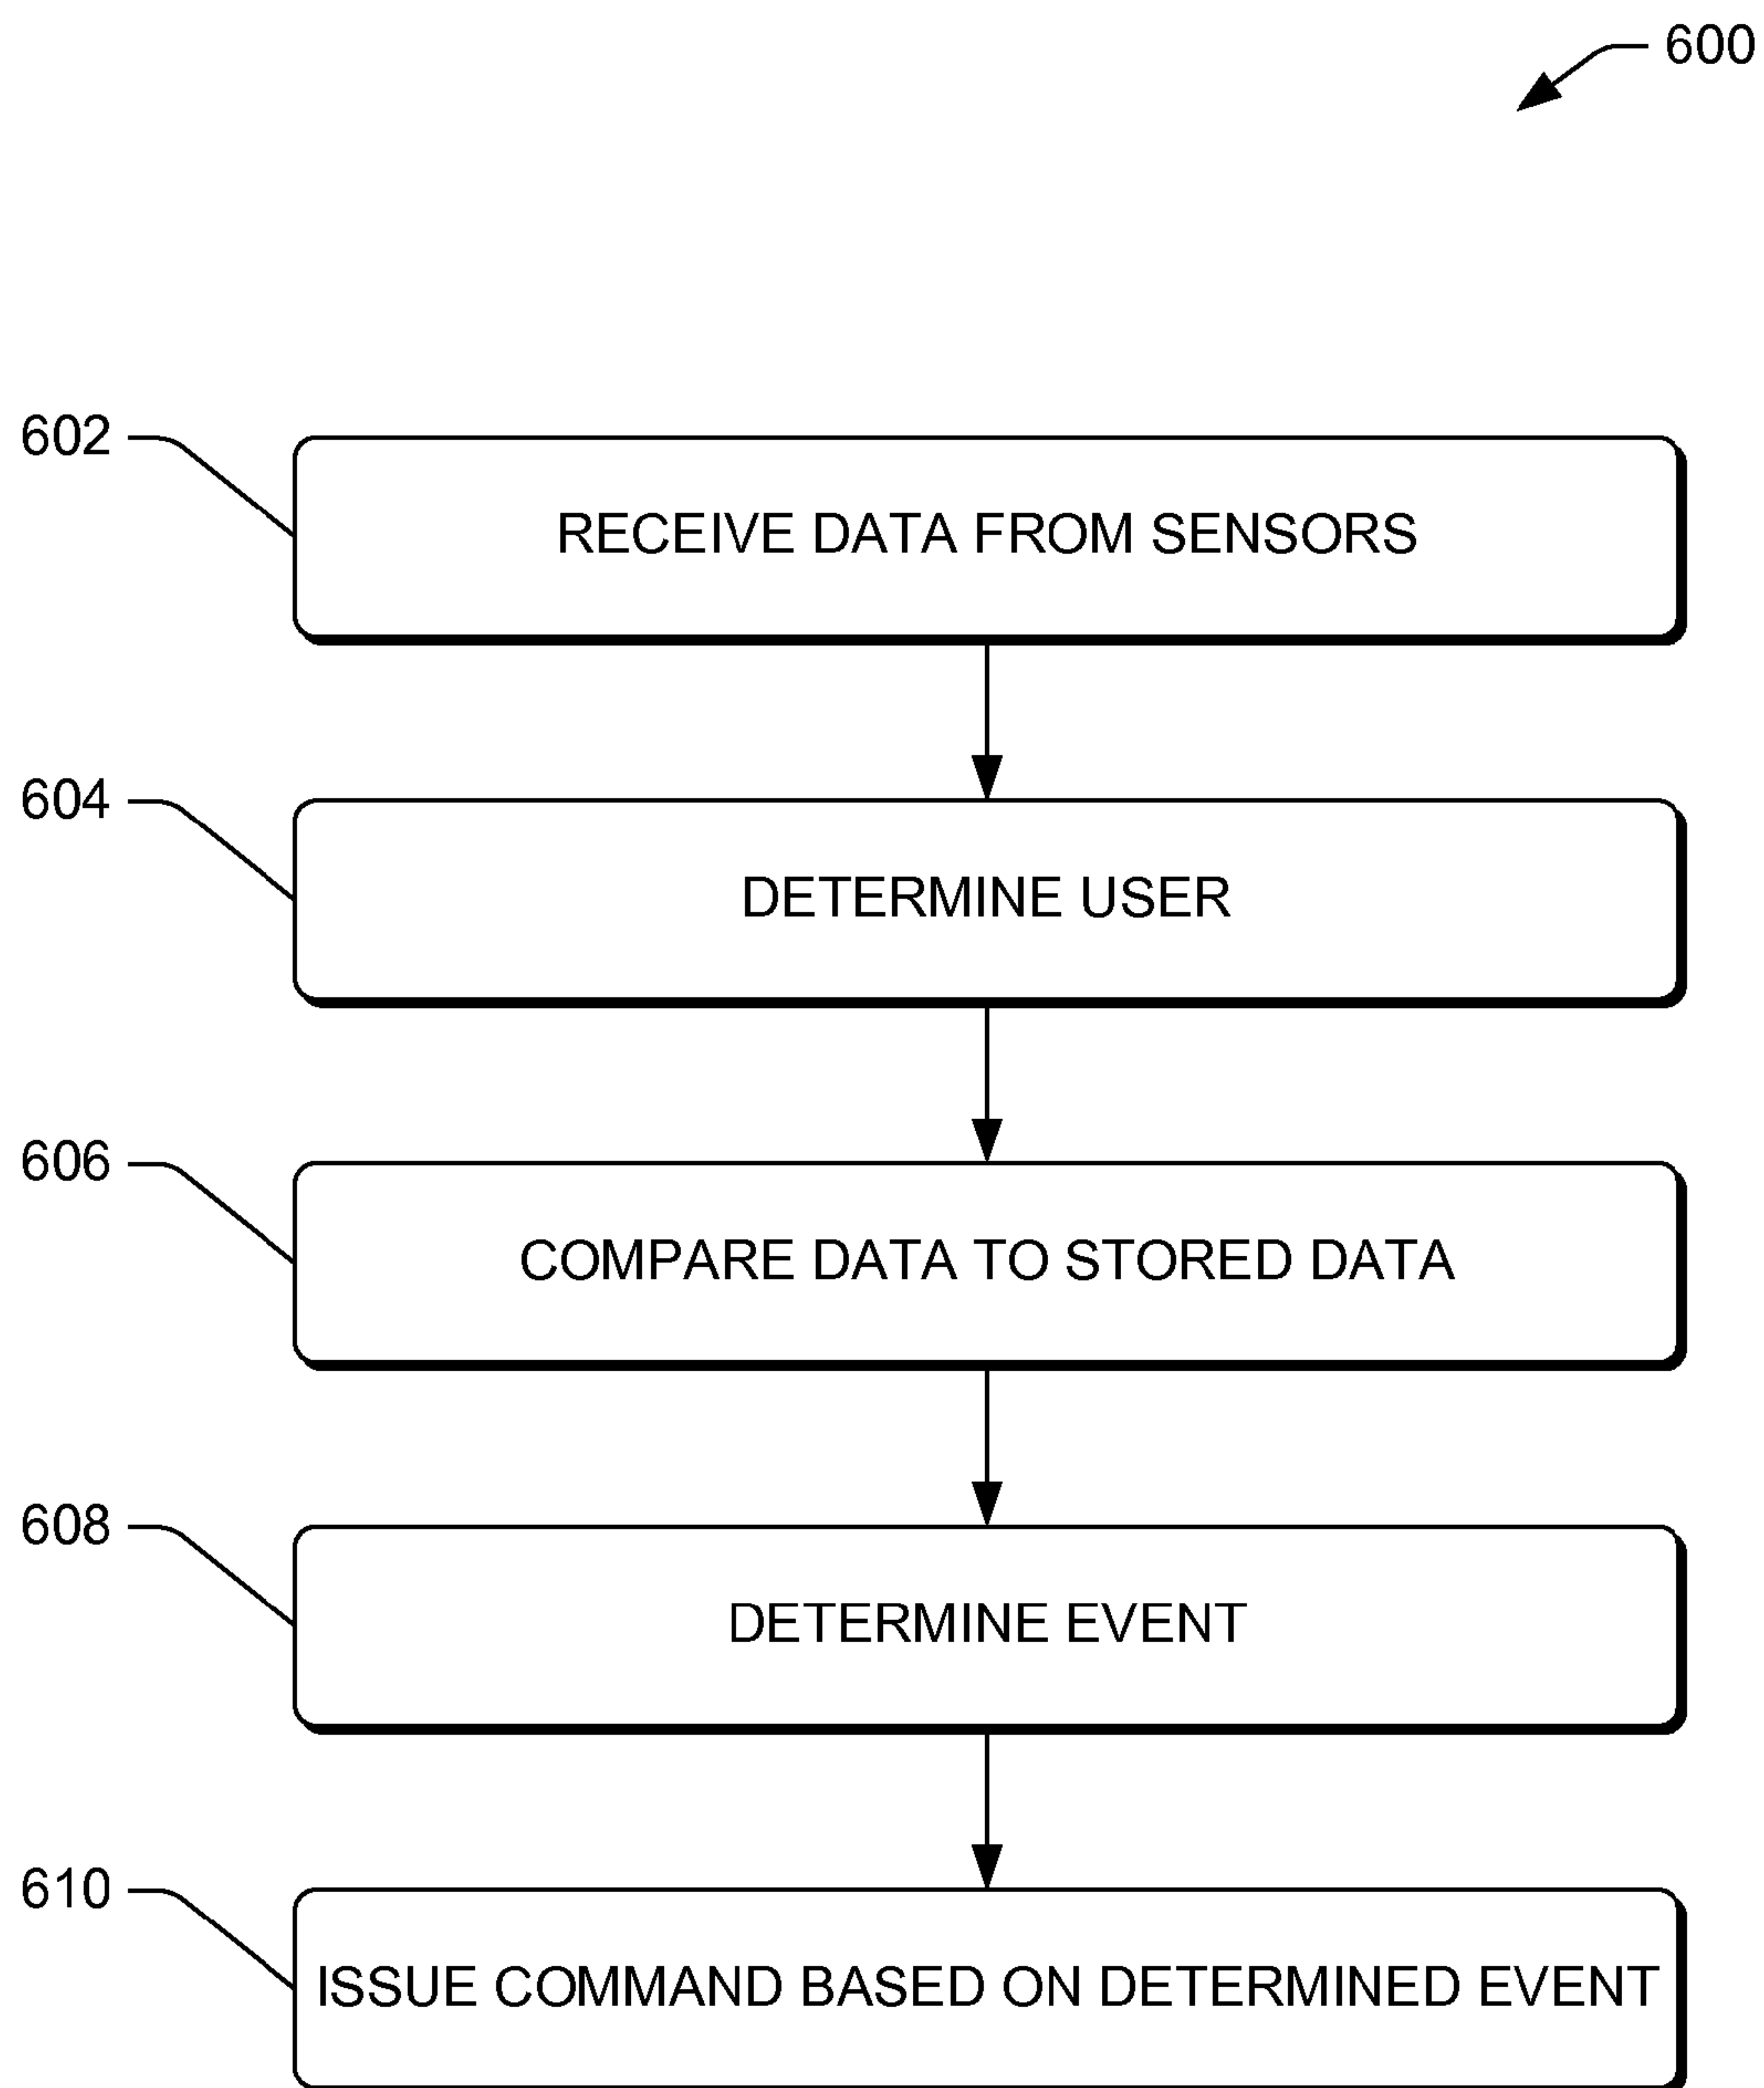 600
602
RECEIVE DATA FROM SENSORS
604
DETERMINE USER
606
COMPARE DATA TO STORED DATA
608
DETERMINE EVENT
610
ISSUE COMMAND BASED ON DETERMINED EVENT